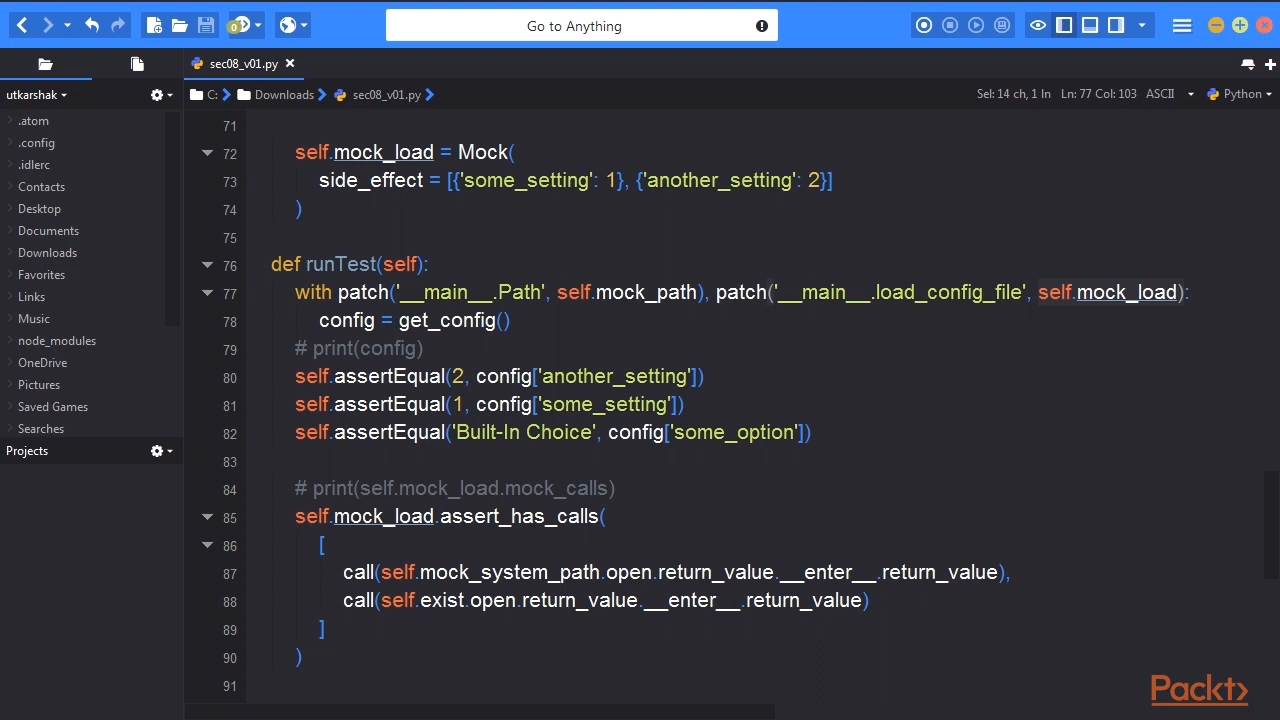 Go to Anything
0
sec08_v01.py
utkarshak
C: Downloads sec08_v01.py
Sel: 14 ch, 1 ln Ln: 77 Col: 103 ASCII Python
.atom
.config
.idlerc
Contacts
Desktop
Documents
Downloads
Favorites
Links
Music
node_modules
OneDrive
Pictures
Saved Games
Searches
Projects
71
72 self.mock_load = Mock(
73 side_effect = [{'some_setting': 1}, {'another_setting': 2}]
74 )
75
76 def runTest(self):
77 with patch('__main__.Path', self.mock_path), patch('__main__.load_config_file', self.mock_load):
78 config = get_config()
79 # print(config)
80 self.assertEqual(2, config['another_setting'])
81 self.assertEqual(1, config['some_setting'])
82 self.assertEqual('Built-In Choice', config['some_option'])
83
84 # print(self.mock_load.mock_calls)
85 self.mock_load.assert_has_calls(
86 [
87 call(self.mock_system_path.open.return_value.__enter__.return_value),
88 call(self.exist.open.return_value.__enter__.return_value)
89 ]
90 )
91
Packt>